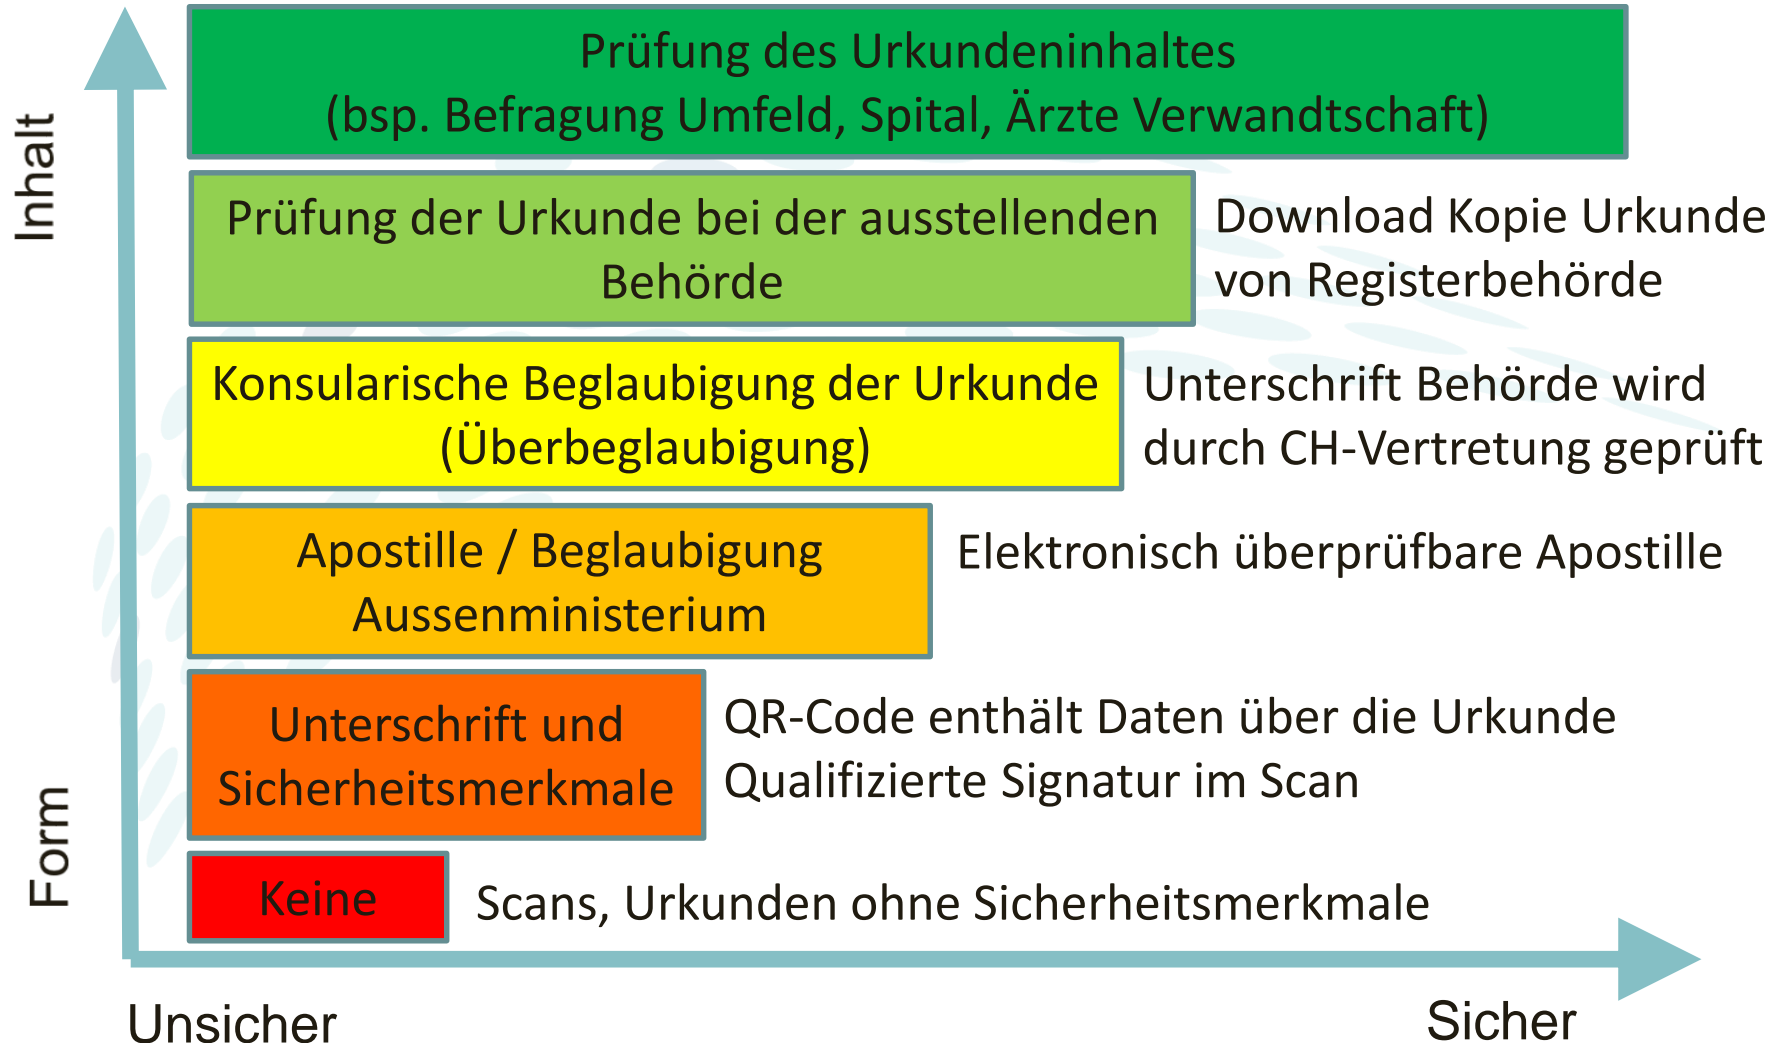 Inhalt
Form
Prüfung des Urkundeninhaltes
(bsp. Befragung Umfeld, Spital, Ärzte Verwandtschaft)
Prüfung der Urkunde bei der ausstellenden
Behörde
Download Kopie Urkunde
von Registerbehörde
Konsularische Beglaubigung der Urkunde
(Überbeglaubigung)
Unterschrift Behörde wird
durch CH-Vertretung geprüft
Apostille / Beglaubigung
Aussenministerium
Elektronisch überprüfbare Apostille
Unterschrift und
Sicherheitsmerkmale
QR-Code enthält Daten über die Urkunde
Qualifizierte Signatur im Scan
Keine
Scans, Urkunden ohne Sicherheitsmerkmale
Unsicher
Sicher